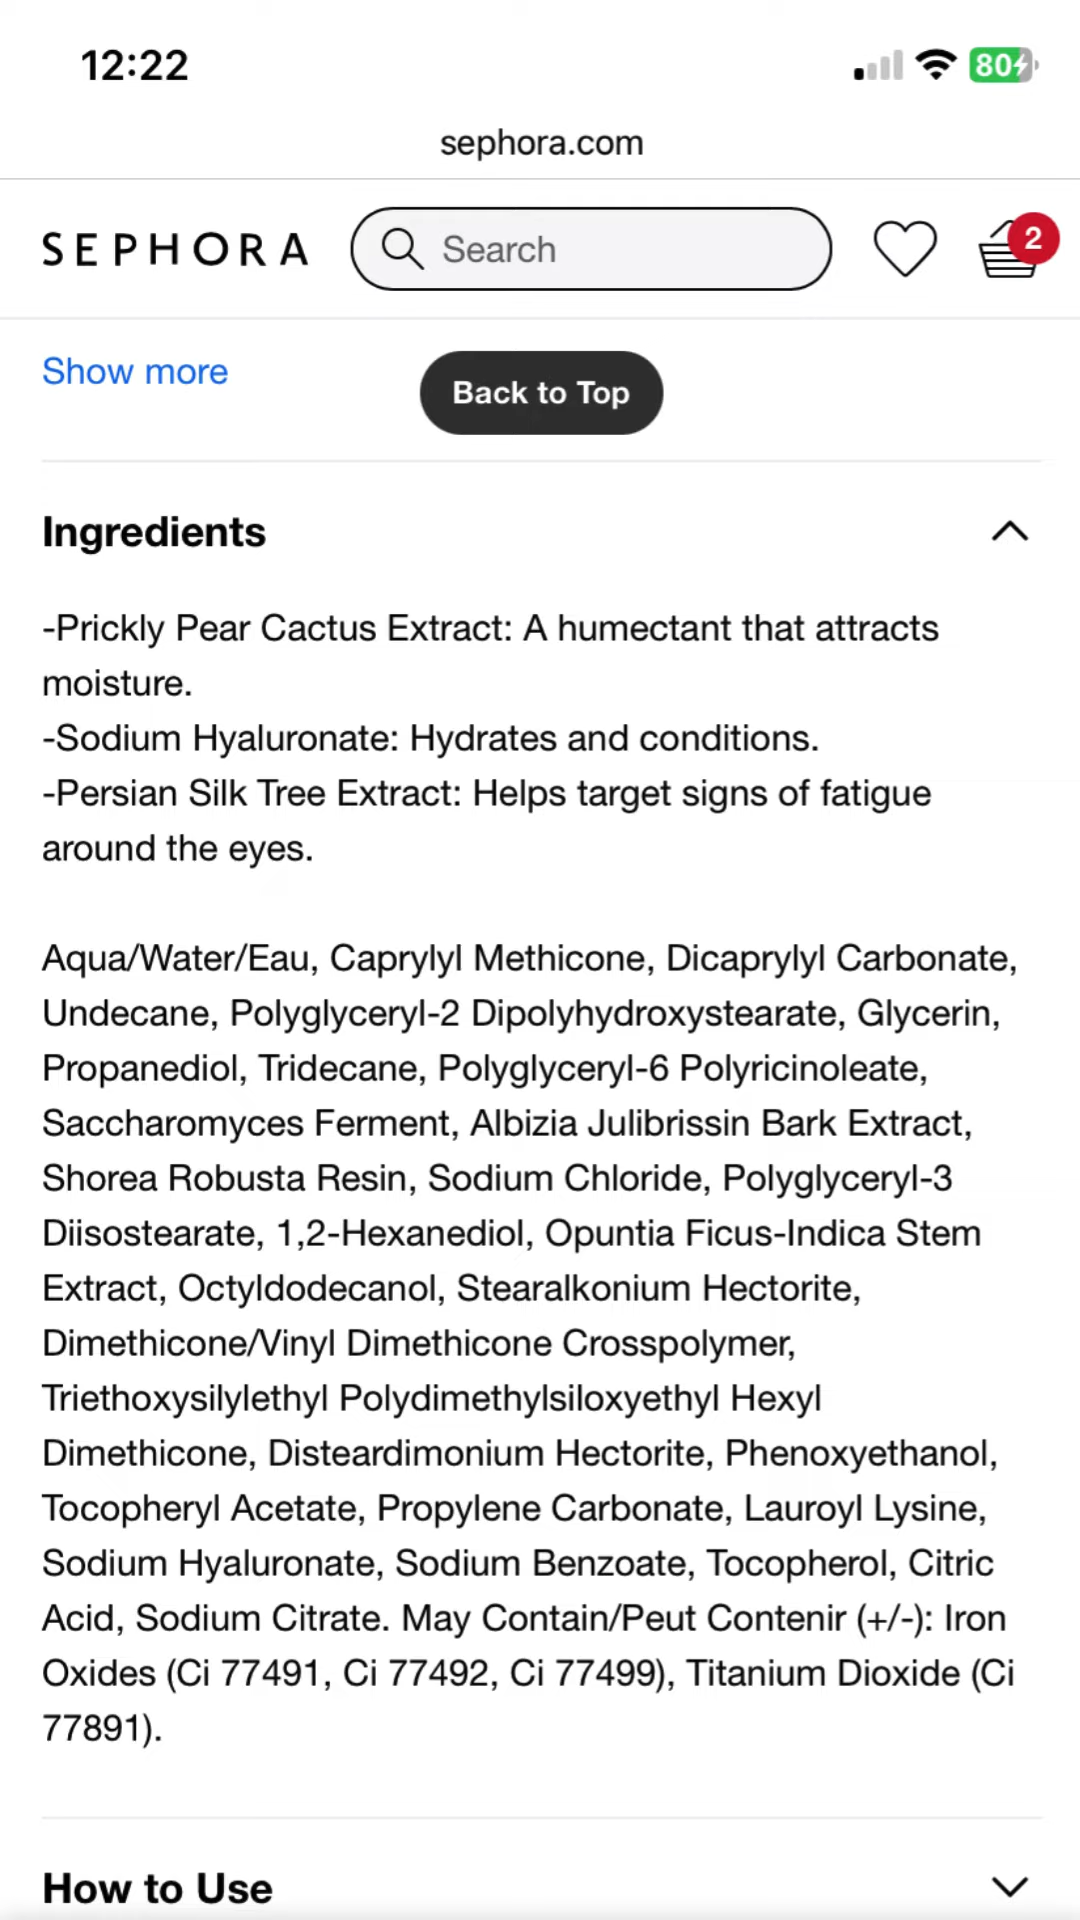 12:22
80
sephora.com
SEPHORA
Search
2
Show more
Back to Top
Ingredients
-Prickly Pear Cactus Extract: A humectant that attracts
moisture.
-Sodium Hyaluronate: Hydrates and conditions.
-Persian Silk Tree Extract: Helps target signs of fatigue
around the eyes.
Aqua/Water/Eau, Caprylyl Methicone, Dicaprylyl Carbonate,
Undecane, Polyglyceryl-2 Dipolyhydroxystearate, Glycerin,
Propanediol, Tridecane, Polyglyceryl-6 Polyricinoleate,
Saccharomyces Ferment, Albizia Julibrissin Bark Extract,
Shorea Robusta Resin, Sodium Chloride, Polyglyceryl-3
Diisostearate, 1,2-Hexanediol, Opuntia Ficus-Indica Stem
Extract, Octyldodecanol, Stearalkonium Hectorite,
Dimethicone/Vinyl Dimethicone Crosspolymer,
Triethoxysilylethyl Polydimethylsiloxyethyl Hexyl
Dimethicone, Disteardimonium Hectorite, Phenoxyethanol,
Tocopheryl Acetate, Propylene Carbonate, Lauroyl Lysine,
Sodium Hyaluronate, Sodium Benzoate, Tocopherol, Citric
Acid, Sodium Citrate. May Contain/Peut Contenir (+/-): Iron
Oxides (Ci 77491, Ci 77492, Ci 77499), Titanium Dioxide (Ci
77891).
How to Use